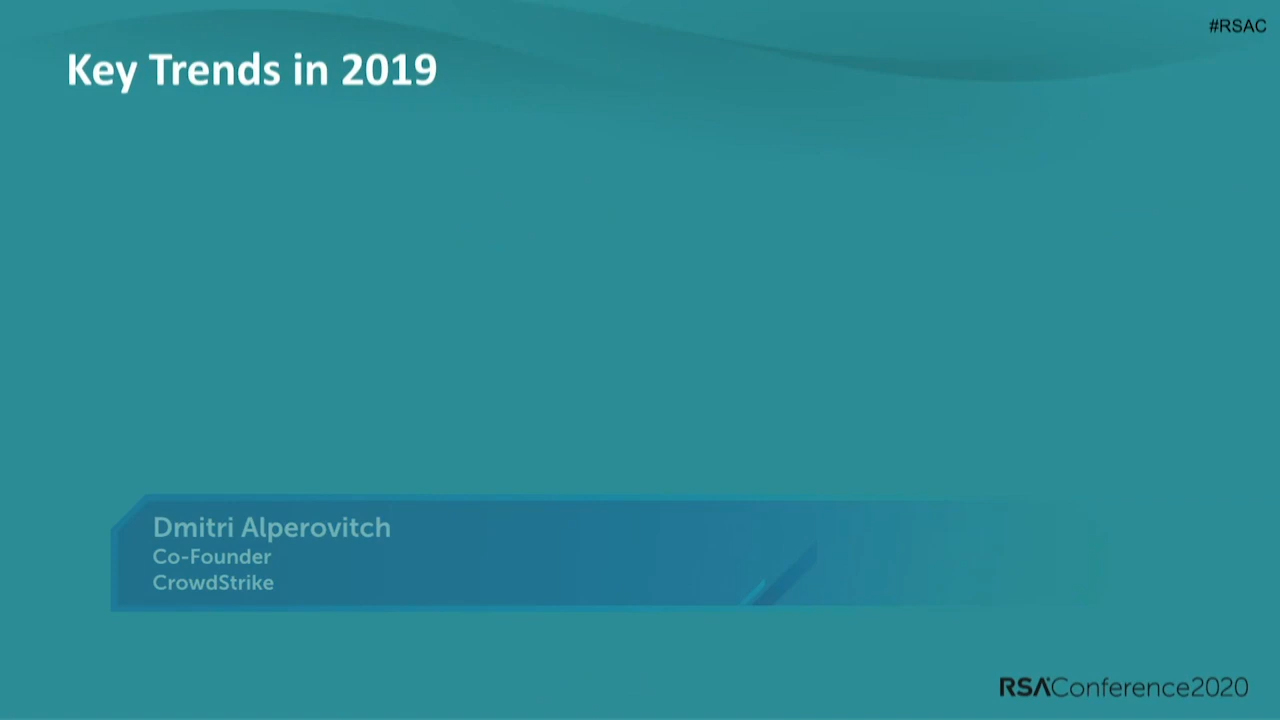 #RSAC
Key Trends in 2019
Dmitri Alperovitch
Co-Founder
CrowdStrike
RSAConference2020